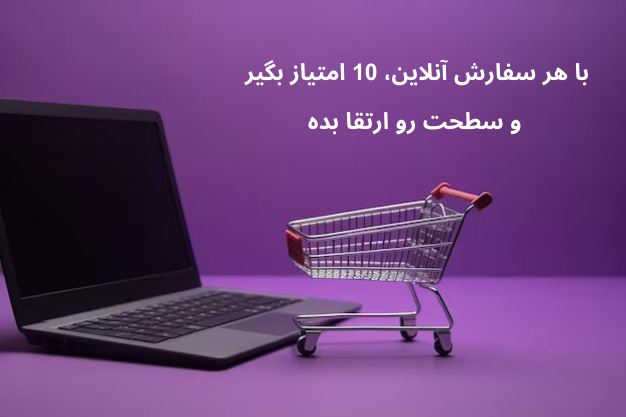 با هر سفارش آنلاین، 10 امتیاز بگیر
و سطحت رو ارتقا بده